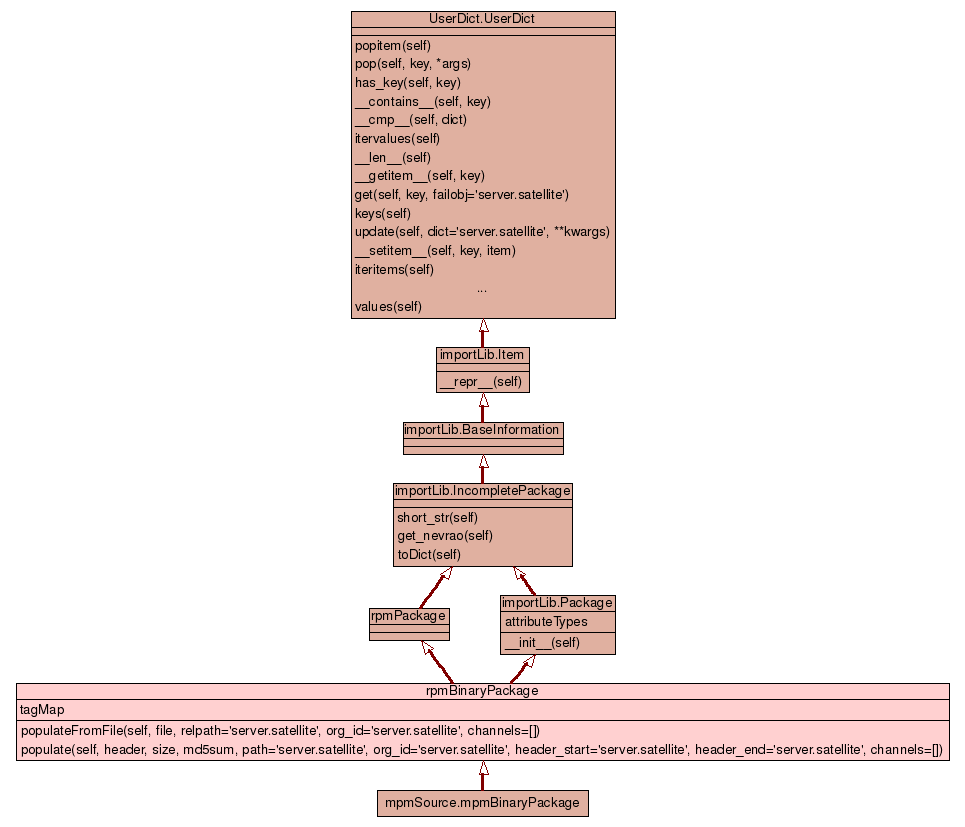 UserDict.UserDict
popitem(self)
pop(self, key, *args)
has_key(self, key)
__contains__(self, key)
__cmp__(self, dict)
itervalues(self)
__len__(self)
__getitem__(self, key)
get(self, key, failobj='server.satellite')
keys(self)
update(self, dict='server.satellite', **kwargs)
__setitem__(self, key, item)
iteritems(self)
...
values(self)
importLib.Item
__repr__(self)
importLib.BaseInformation
importLib.IncompletePackage
short_str(self)
get_nevrao(self)
toDict(self)
rpmPackage
importLib.Package
attributeTypes
__init__(self)
rpmBinaryPackage
tagMap
populateFromFile(self, file, relpath='server.satellite', org_id='server.satellite', channels=[])
populate(self, header, size, md5sum, path='server.satellite', org_id='server.satellite', header_start='server.satellite', header_end='server.satellite', channels=[])
mpmSource.mpmBinaryPackage